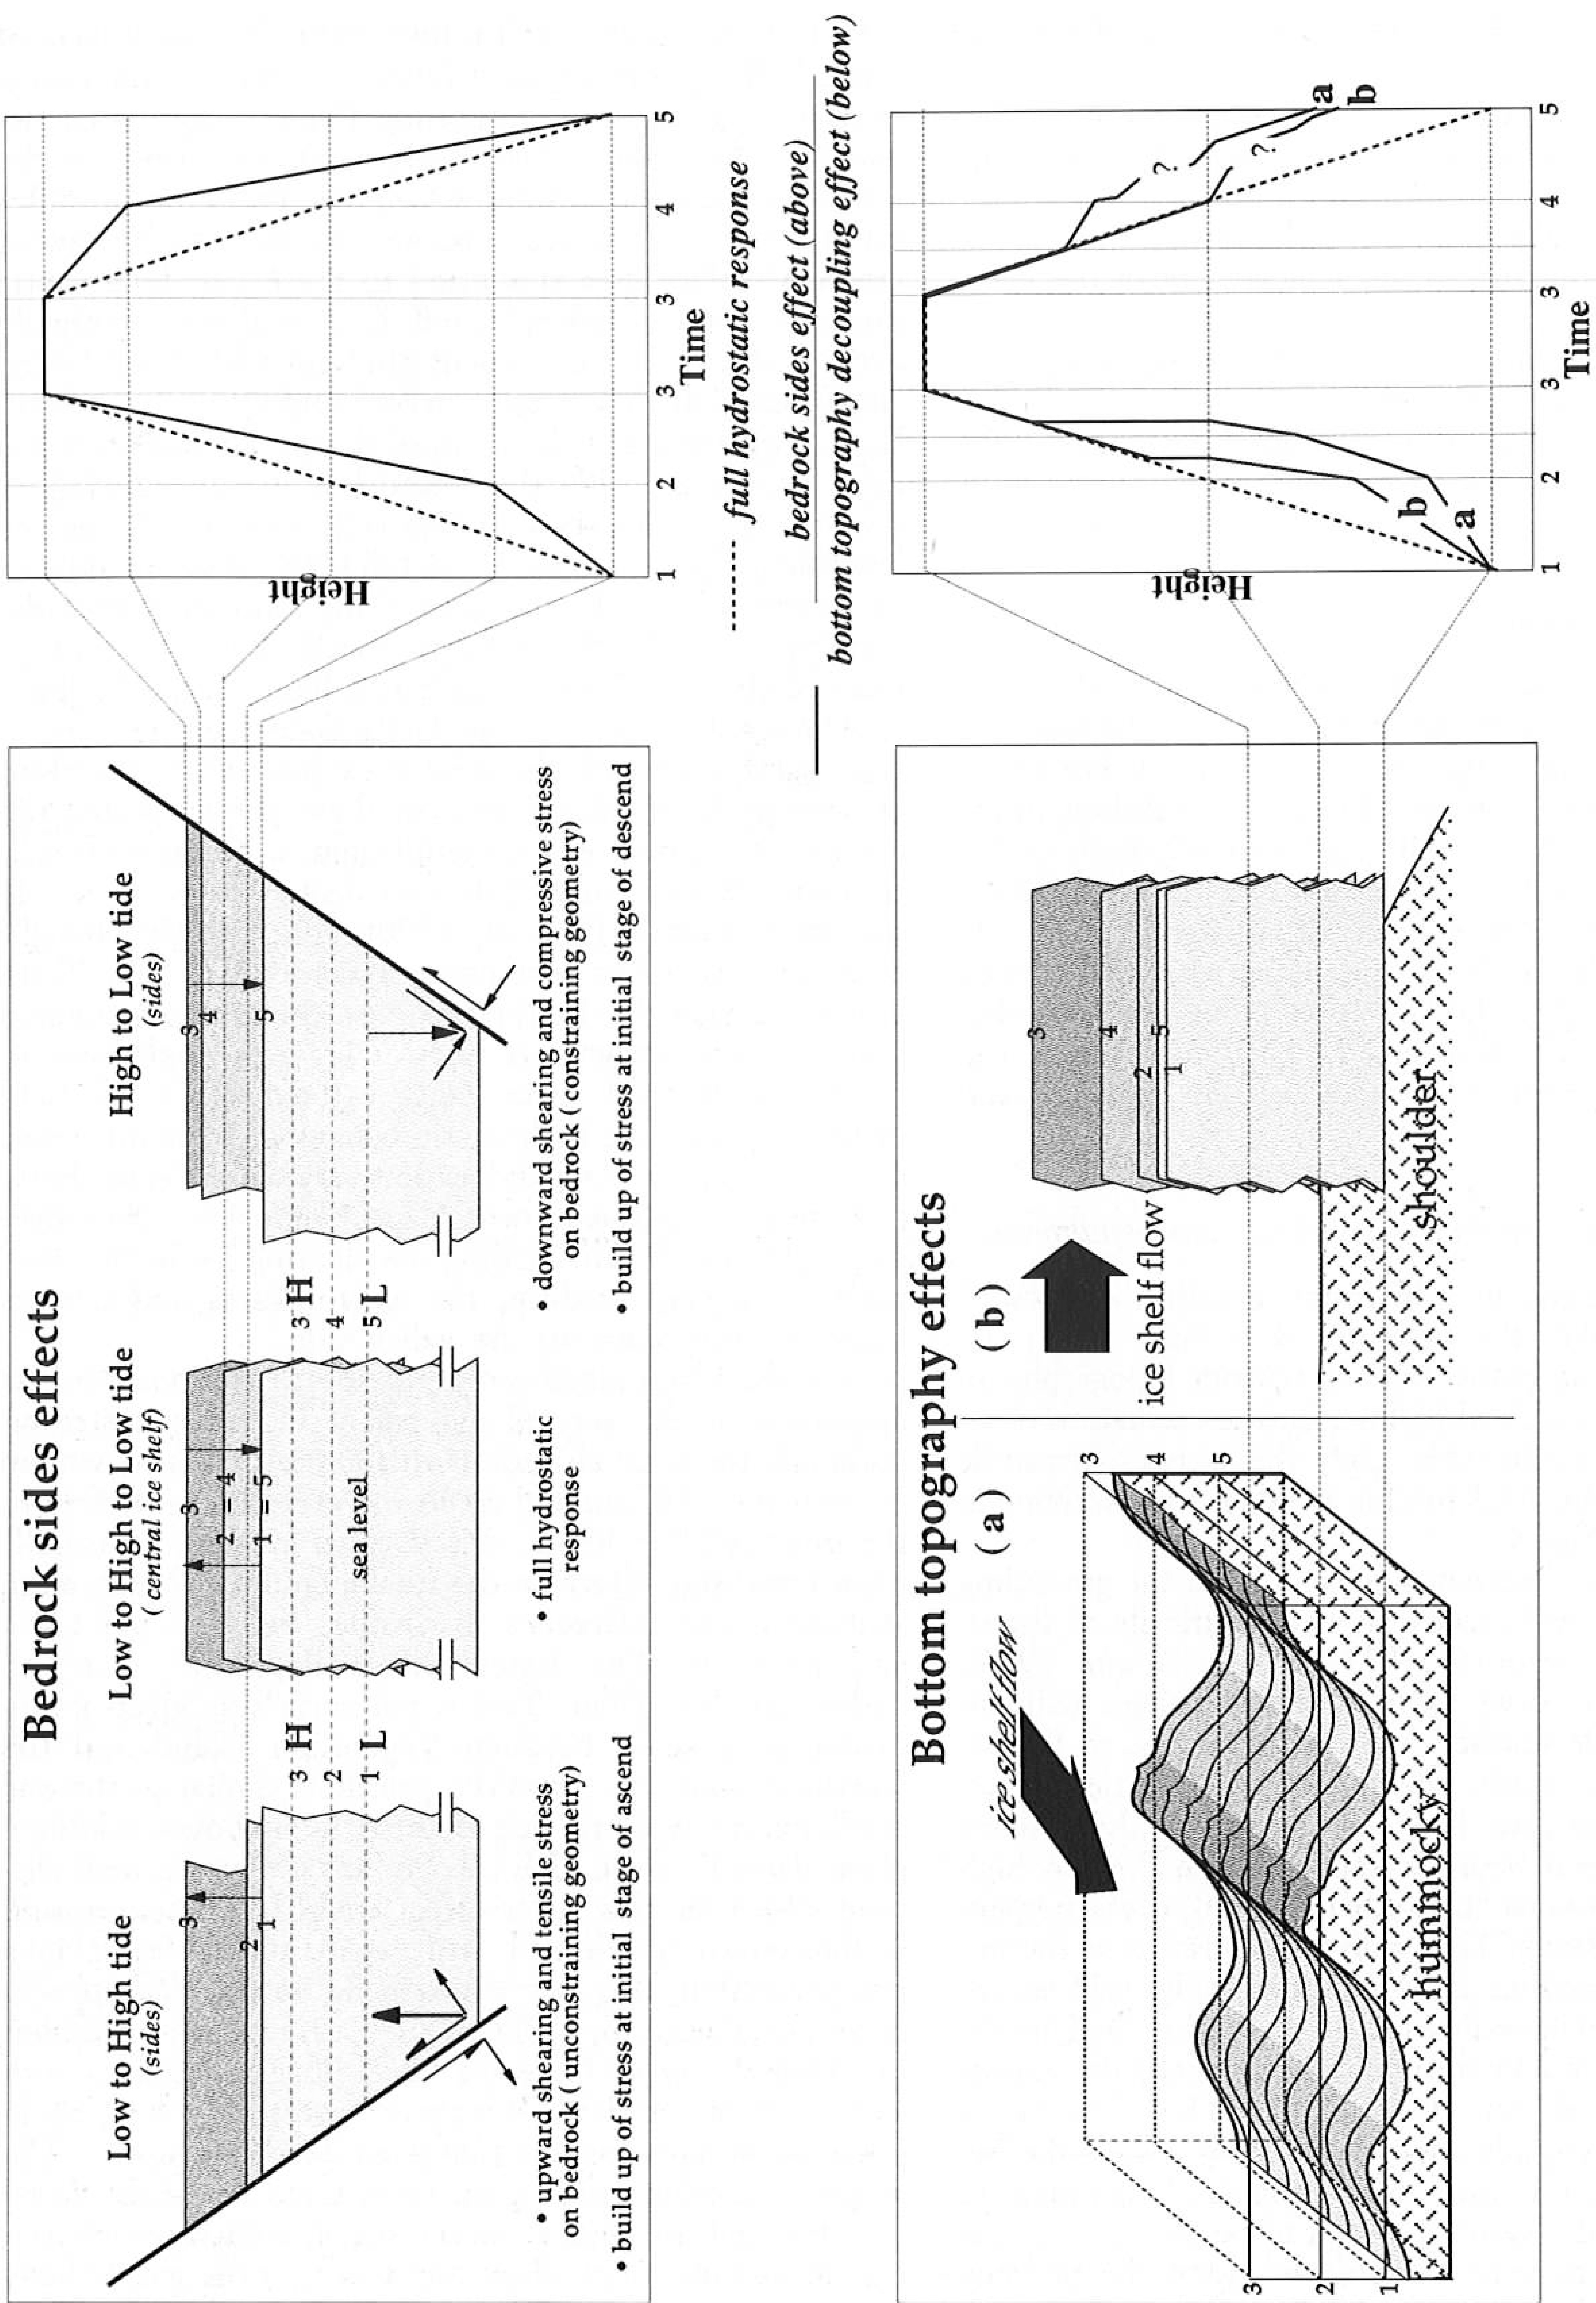 Bedrock sides effects
Low to High tide
(sides)
3
2
1
3 H
2
1 L
• upward shearing and tensile stress
on bedrock ( unconstraining geometry)
• build up of stress at initial stage of ascend
Low to High to Low tide
( central ice shelf)
3
2 = 4
1 = 5
sea level
• full hydrostatic
response
High to Low tide
(sides)
3
4
5
3 H
4
5 L
• downward shearing and compressive stress
on bedrock ( constraining geometry)
• build up of stress at initial stage of descend
Height
1 2 3 3 4 5
Time
full hydrostatic response
bedrock sides effect (above)
bottom topography decoupling effect (below)
Bottom topography effects
( a )
ice shelf flow
3
4
5
3
2
1
hummocky
( b )
ice shelf flow
3
4
2 5
1
shoulder
Height
b
a
?
?
a
b
1 2 3 3 4 5
Time